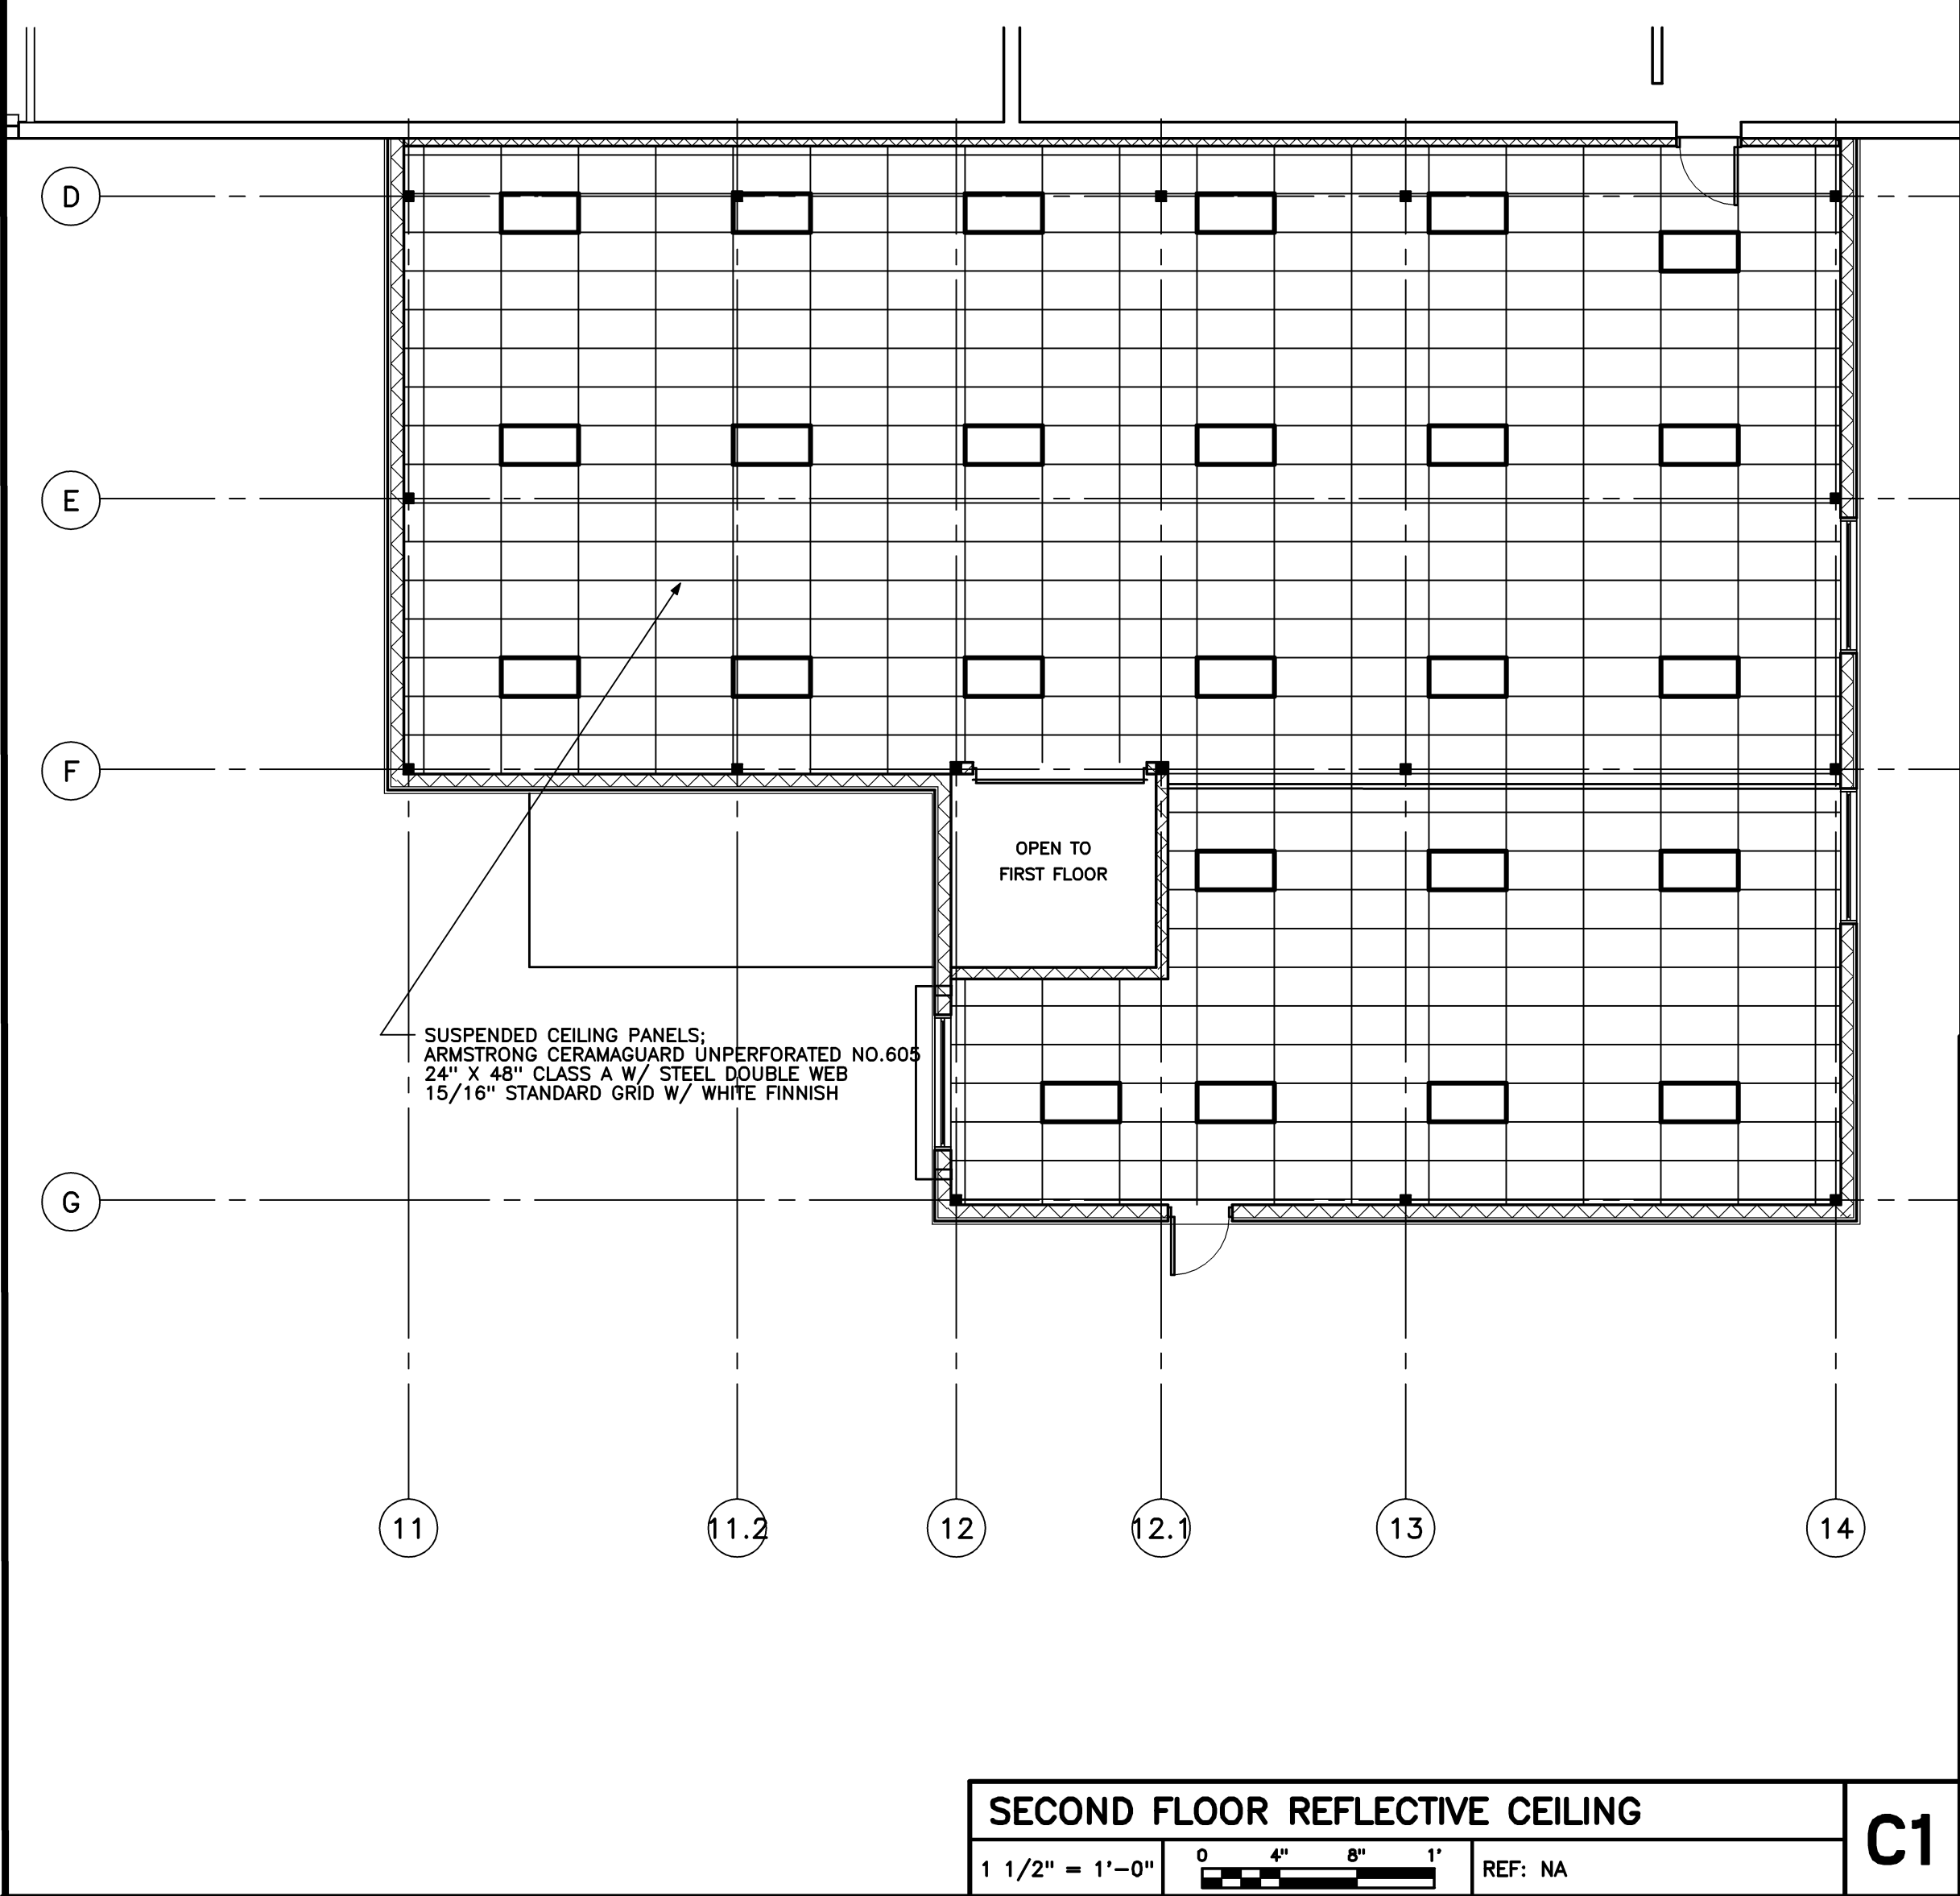 D
E
F
OPEN TO
FIRST FLOOR
SUSPENDED CEILING PANELS;
ARMSTRONG CERAMAGUARD UNPERFORATED NO.605
24" X 48" CLASS A W/ STEEL DOUBLE WEB
15/16" STANDARD GRID W/ WHITE FINNISH
G
11 11.2 12 12.1 13 14
SECOND FLOOR REFLECTIVE CEILING
C1
1 1/2" = 1'-0"
0 4" 8" 1'
REF: NA